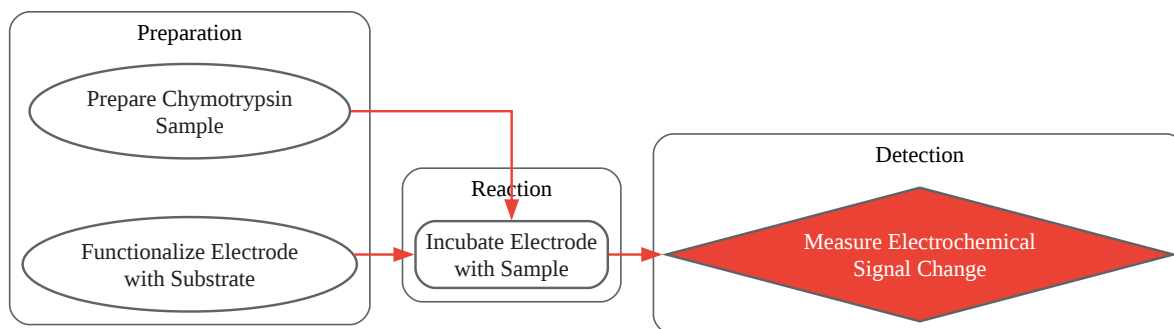 Preparation
Prepare Chymotrypsin
Sample
Functionalize Electrode
with Substrate
Reaction
Incubate Electrode
with Sample
Detection
Measure Electrochemical
Signal Change